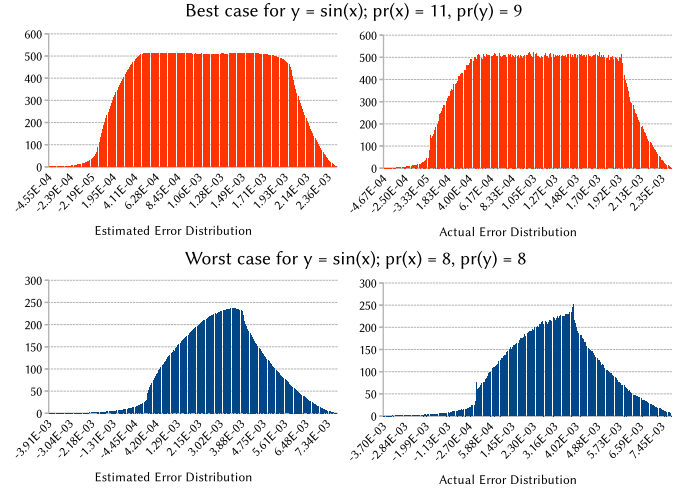 Best case for y = sin(x); pr(x) = 11, pr(y) = 9
600
500
400
300
200
100
0
-4.55E-04
-2.39E-04
-2.19E-05
1.95E-04
4.11E-04
6.28E-04
8.45E-04
1.06E-03
1.28E-03
1.49E-03
1.71E-03
1.93E-03
2.14E-03
2.36E-03
Estimated Error Distribution
600
500
400
300
200
100
0
-4.67E-04
-2.50E-04
-3.33E-05
1.83E-04
4.00E-04
6.17E-04
8.33E-04
1.05E-03
1.27E-03
1.48E-03
1.70E-03
1.92E-03
2.13E-03
2.35E-03
Actual Error Distribution
Worst case for y = sin(x); pr(x) = 8, pr(y) = 8
300
250
200
150
100
50
0
-3.91E-03
-3.04E-03
-2.18E-03
-1.31E-03
-4.45E-04
4.20E-04
1.29E-03
2.15E-03
3.02E-03
3.88E-03
4.75E-03
5.61E-03
6.48E-03
7.34E-03
Estimated Error Distribution
300
250
200
150
100
50
0
-3.70E-03
-2.84E-03
-1.99E-03
-1.13E-03
-2.70E-04
5.88E-04
1.45E-03
2.30E-03
3.16E-03
4.02E-03
4.88E-03
5.73E-03
6.59E-03
7.45E-03
Actual Error Distribution